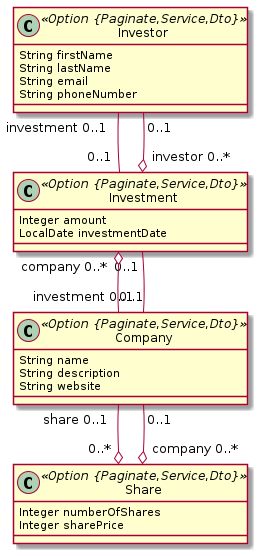 C «Option {Paginate,Service,Dto}»
Investor
String firstName
String lastName
String email
String phoneNumber
investment 0..1 0..1
0..1 investor 0..*
C «Option {Paginate,Service,Dto}»
Investment
Integer amount
LocalDate investmentDate
company 0..* 0..1
investment 0..1 0..1
C «Option {Paginate,Service,Dto}»
Company
String name
String description
String website
share 0..1 0..1
0..* company 0..*
C «Option {Paginate,Service,Dto}»
Share
Integer numberOfShares
Integer sharePrice